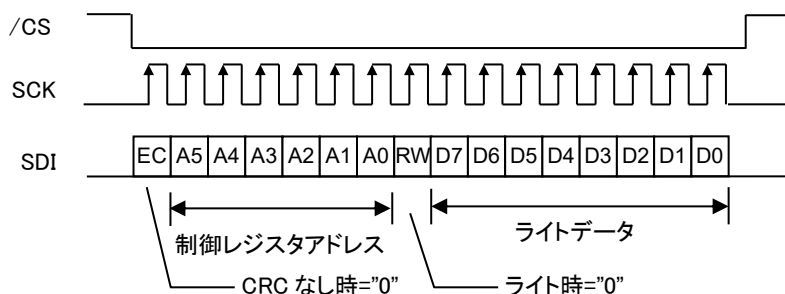 /CS
SCK
SDI
EC A5 A4 A3 A2 A1 A0 RW D7 D6 D5 D4 D3 D2 D1 D0
制御レジスタアドレス
ライトデータ
CRC なし時="0"
ライト時="0"